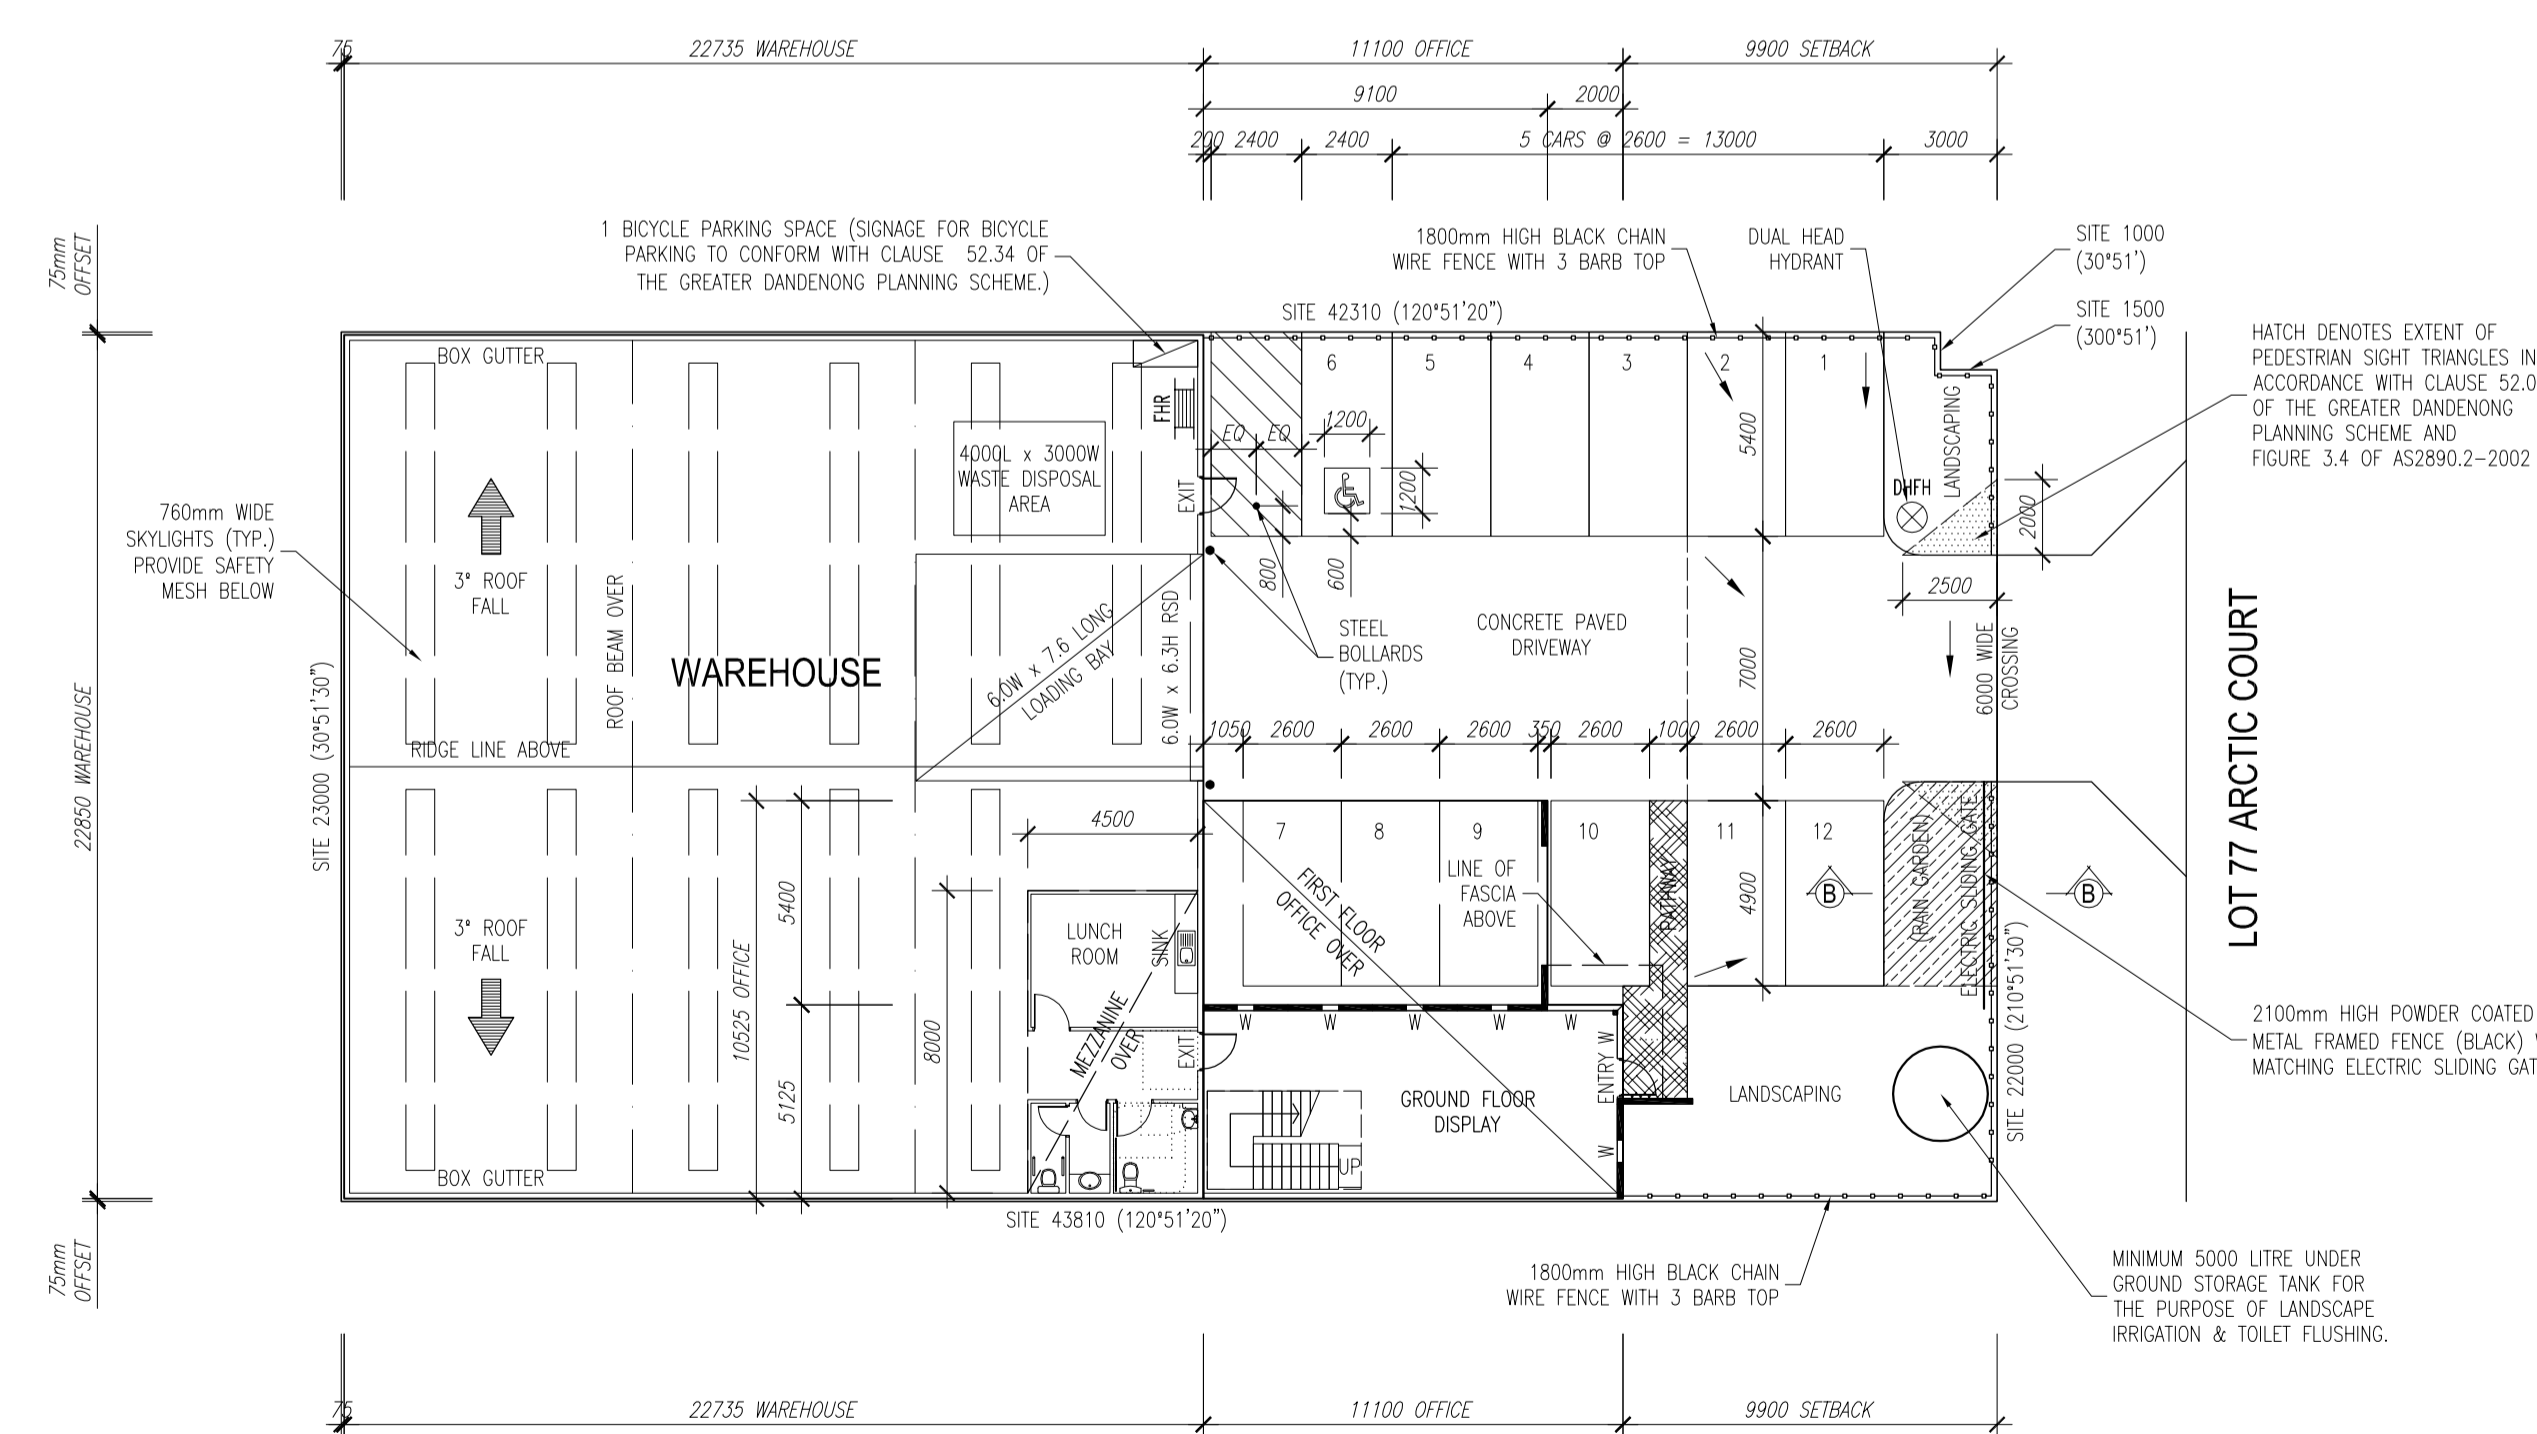 75
22735 WAREHOUSE
11100 OFFICE
9900 SETBACK
9100
2000
200
2400
2400
5 CARS @ 2600 = 13000
3000
75mm
OFFSET
1 BICYCLE PARKING SPACE (SIGNAGE FOR BICYCLE
PARKING TO CONFORM WITH CLAUSE 52.34 OF
THE GREATER DANDENONG PLANNING SCHEME.)
1800mm HIGH BLACK CHAIN
WIRE FENCE WITH 3 BARB TOP
DUAL HEAD
HYDRANT
SITE 1000
(30°51')
SITE 1500
(300°51')
SITE 42310 (120°51'20")
HATCH DENOTES EXTENT OF
PEDESTRIAN SIGHT TRIANGLES IN
ACCORDANCE WITH CLAUSE 52.0
OF THE GREATER DANDENONG
PLANNING SCHEME AND
FIGURE 3.4 OF AS2890.2-2002
BOX GUTTER
6
5
4
3
2
1
FHR
EQ
EQ
1200
1200
5400
LANDSCAPING
4000L x 3000W
WASTE DISPOSAL
AREA
EXIT
DHFH
2000
760mm WIDE
SKYLIGHTS (TYP.)
PROVIDE SAFETY
MESH BELOW
3° ROOF
FALL
ROOF BEAM OVER
WAREHOUSE
6.0W x 7.6 LONG
LOADING BAY
6.0W x 6.3H RSD
800
600
STEEL
BOLLARDS
(TYP.)
CONCRETE PAVED
DRIVEWAY
7000
2500
6000 WIDE
CROSSING
LOT 77 ARCTIC COURT
SITE 23000 (30°51'30")
22850 WAREHOUSE
RIDGE LINE ABOVE
1050
2600
2600
2600
350
2600
1000
2600
2600
4500
7
8
9
10
11
12
LINE OF
FASCIA
ABOVE
PATHWAY
4900
B
B
(RAIN GARDEN)
ELECTRIC SLIDING GATE
FIRST FLOOR
OFFICE OVER
3° ROOF
FALL
10525 OFFICE
5400
5125
8000
LUNCH
ROOM
SINK
MEZZANINE
OVER
EXIT
W
W
W
W
W
ENTRY W
W
GROUND FLOOR
DISPLAY
UP
LANDSCAPING
SITE 22000 (210°51'30")
2100mm HIGH POWDER COATED
METAL FRAMED FENCE (BLACK)
MATCHING ELECTRIC SLIDING GAT
BOX GUTTER
SITE 43810 (120°51'20")
75mm
OFFSET
1800mm HIGH BLACK CHAIN
WIRE FENCE WITH 3 BARB TOP
MINIMUM 5000 LITRE UNDER
GROUND STORAGE TANK FOR
THE PURPOSE OF LANDSCAPE
IRRIGATION & TOILET FLUSHING.
75
22735 WAREHOUSE
11100 OFFICE
9900 SETBACK